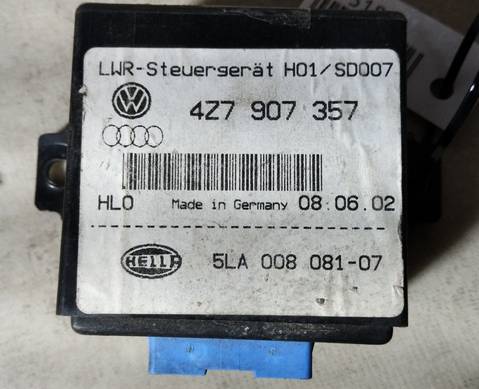 LWR-Steuergerät H01/SD007
4Z7 907 357
HLO Made in Germany 08.06.02
HELLA 5LA 008 081-07